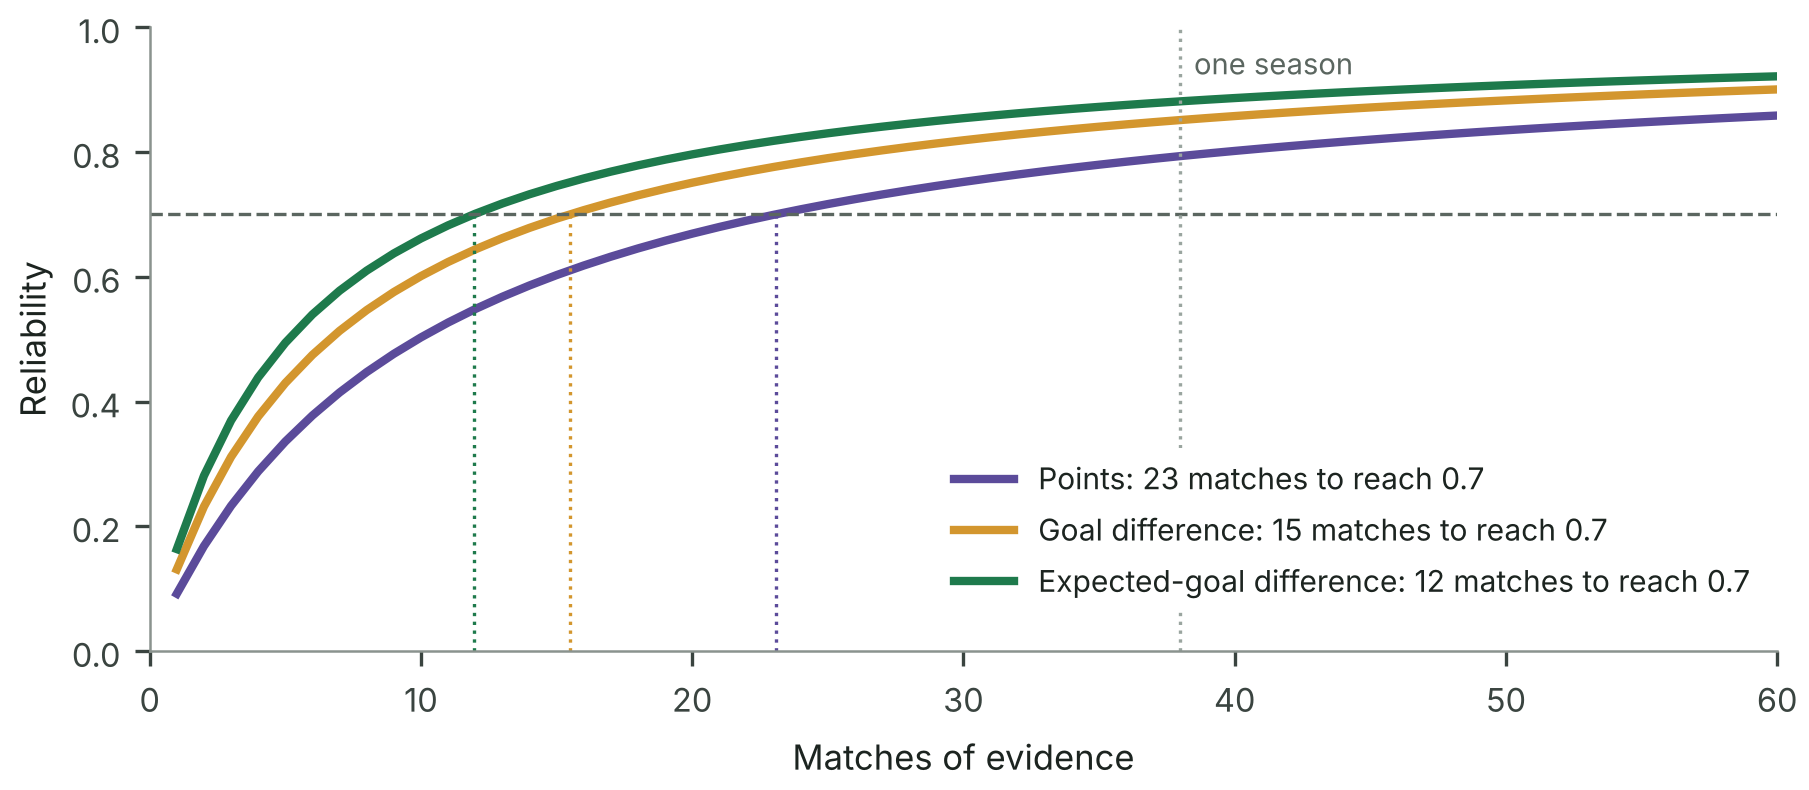 1.0
0.8
0.6
0.4
0.2
0.0
Reliability
one season
Points: 23 matches to reach 0.7
Goal difference: 15 matches to reach 0.7
Expected-goal difference: 12 matches to reach 0.7
0 10 20 30 40 50 60
Matches of evidence